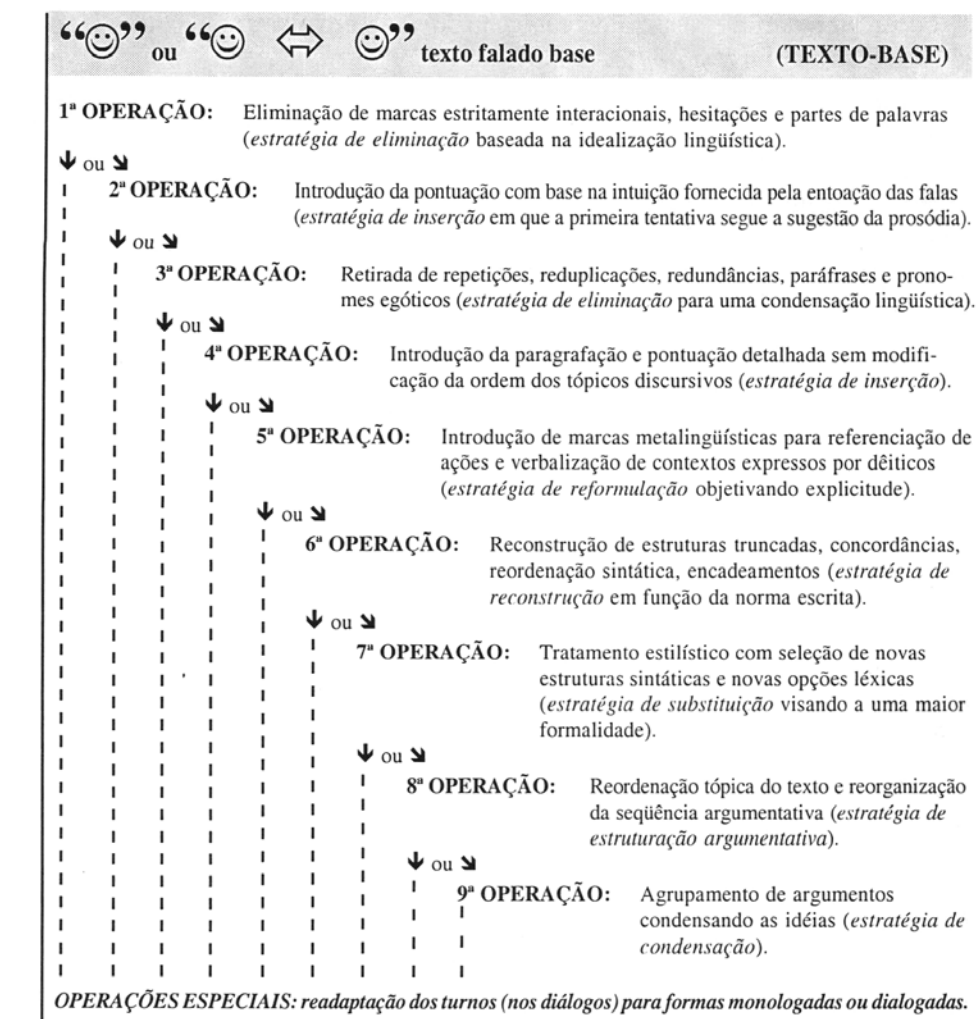 “☺” ou “☺ ⇔ ☺” texto falado base (TEXTO-BASE)
1ª OPERAÇÃO: Eliminação de marcas estritamente interacionais, hesitações e partes de palavras
(estratégia de eliminação baseada na idealização lingüística).
🡫 ou 🡮
2ª OPERAÇÃO: Introdução da pontuação com base na intuição fornecida pela entoação das falas
(estratégia de inserção em que a primeira tentativa segue a sugestão da prosódia).
🡫 ou 🡮
3ª OPERAÇÃO: Retirada de repetições, reduplicações, redundâncias, paráfrases e prono-
mes egóticos (estratégia de eliminação para uma condensação lingüística).
🡫 ou 🡮
4ª OPERAÇÃO: Introdução da paragrafação e pontuação detalhada sem modifi-
cação da ordem dos tópicos discursivos (estratégia de inserção).
🡫 ou 🡮
5ª OPERAÇÃO: Introdução de marcas metalingüísticas para referenciação de
ações e verbalização de contextos expressos por dêiticos
(estratégia de reformulação objetivando explicitude).
🡫 ou 🡮
6ª OPERAÇÃO: Reconstrução de estruturas truncadas, concordâncias,
reordenação sintática, encadeamentos (estratégia de
reconstrução em função da norma escrita).
🡫 ou 🡮
7ª OPERAÇÃO: Tratamento estilístico com seleção de novas
estruturas sintáticas e novas opções léxicas
(estratégia de substituição visando a uma maior
formalidade).
🡫 ou 🡮
8ª OPERAÇÃO: Reordenação tópica do texto e reorganização
da seqüência argumentativa (estratégia de
estruturação argumentativa).
🡫 ou 🡮
9ª OPERAÇÃO: Agrupamento de argumentos
condensando as idéias (estratégia de
condensação).
OPERAÇÕES ESPECIAIS: readaptação dos turnos (nos diálogos) para formas monologadas ou dialogadas.